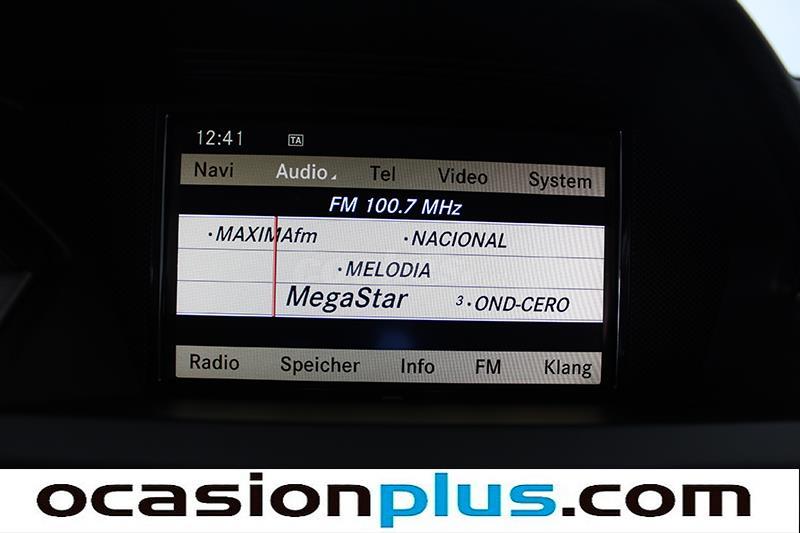 12:41 TA
Navi Audio Tel Video System
FM 100.7 MHz
·MAXIMAfm ·NACIONAL
·MELODIA
MegaStar 3·OND-CERO
Radio Speicher Info FM Klang
ocasionplus.com